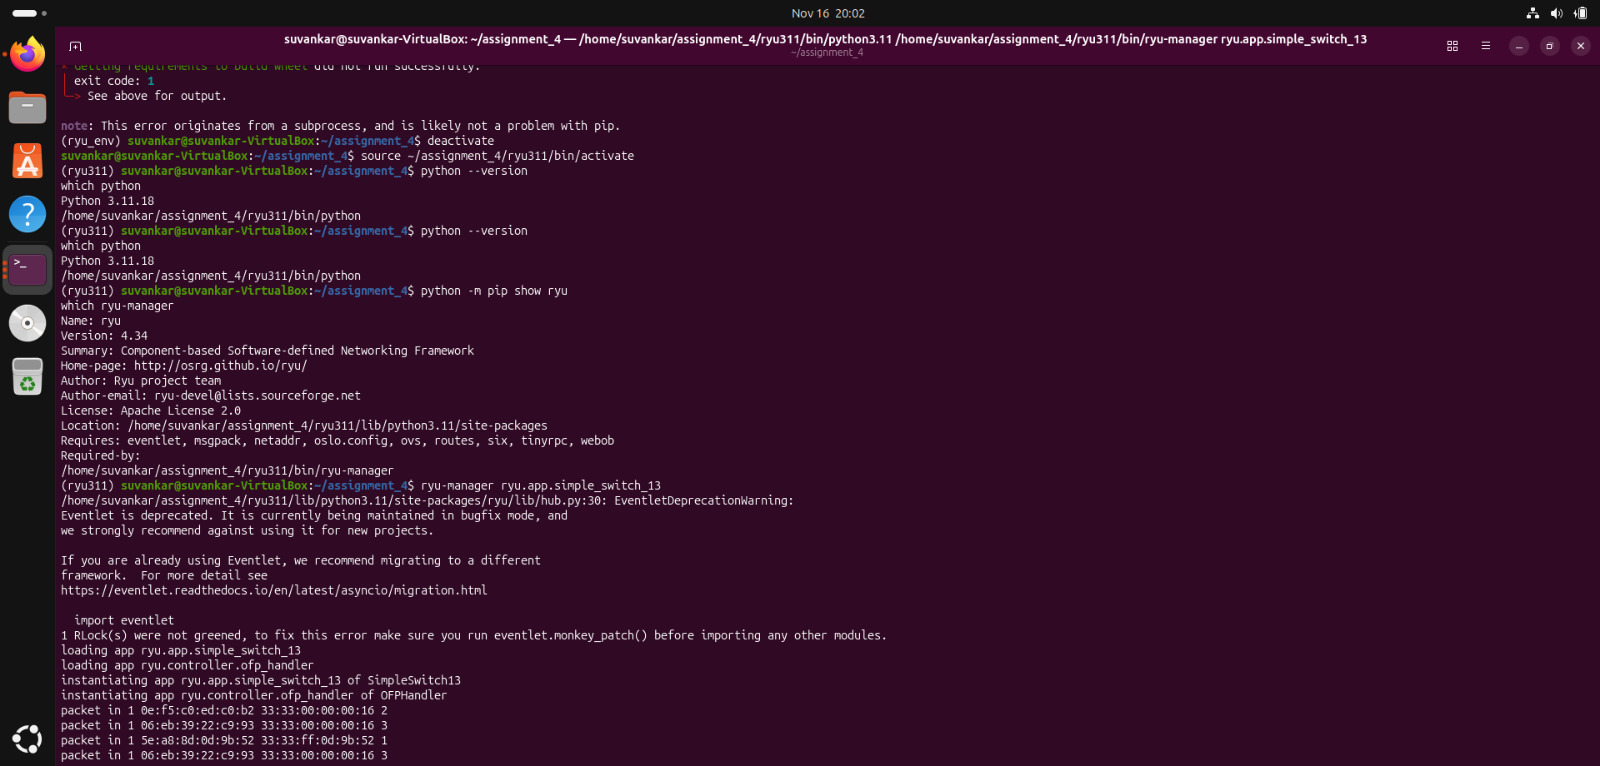 Nov 16 20:02
suvankar@suvankar-VirtualBox: ~/assignment_4 — /home/suvankar/assignment_4/ryu311/bin/python3.11 /home/suvankar/assignment_4/ryu311/bin/ryu-manager ryu.app.simple_switch_13
~/assignment_4
× Getting requirements to build wheel did not run successfully.
│ exit code: 1
╰─> See above for output.
note: This error originates from a subprocess, and is likely not a problem with pip.
(ryu_env) suvankar@suvankar-VirtualBox:~/assignment_4$ deactivate
suvankar@suvankar-VirtualBox:~/assignment_4$ source ~/assignment_4/ryu311/bin/activate
(ryu311) suvankar@suvankar-VirtualBox:~/assignment_4$ python --version
which python
Python 3.11.18
/home/suvankar/assignment_4/ryu311/bin/python
(ryu311) suvankar@suvankar-VirtualBox:~/assignment_4$ python --version
which python
Python 3.11.18
/home/suvankar/assignment_4/ryu311/bin/python
(ryu311) suvankar@suvankar-VirtualBox:~/assignment_4$ python -m pip show ryu
which ryu-manager
Name: ryu
Version: 4.34
Summary: Component-based Software-defined Networking Framework
Home-page: http://osrg.github.io/ryu/
Author: Ryu project team
Author-email: ryu-devel@lists.sourceforge.net
License: Apache License 2.0
Location: /home/suvankar/assignment_4/ryu311/lib/python3.11/site-packages
Requires: eventlet, msgpack, netaddr, oslo.config, ovs, routes, six, tinyrpc, webob
Required-by:
/home/suvankar/assignment_4/ryu311/bin/ryu-manager
(ryu311) suvankar@suvankar-VirtualBox:~/assignment_4$ ryu-manager ryu.app.simple_switch_13
/home/suvankar/assignment_4/ryu311/lib/python3.11/site-packages/ryu/lib/hub.py:30: EventletDeprecationWarning:
Eventlet is deprecated. It is currently being maintained in bugfix mode, and
we strongly recommend against using it for new projects.
If you are already using Eventlet, we recommend migrating to a different
framework.  For more detail see
https://eventlet.readthedocs.io/en/latest/asyncio/migration.html
import eventlet
1 RLock(s) were not greened, to fix this error make sure you run eventlet.monkey_patch() before importing any other modules.
loading app ryu.app.simple_switch_13
loading app ryu.controller.ofp_handler
instantiating app ryu.app.simple_switch_13 of SimpleSwitch13
instantiating app ryu.controller.ofp_handler of OFPHandler
packet in 1 0e:f5:c0:ed:c0:b2 33:33:00:00:00:16 2
packet in 1 06:eb:39:22:c9:93 33:33:00:00:00:16 3
packet in 1 5e:a8:8d:0d:9b:52 33:33:ff:0d:9b:52 1
packet in 1 06:eb:39:22:c9:93 33:33:00:00:00:16 3